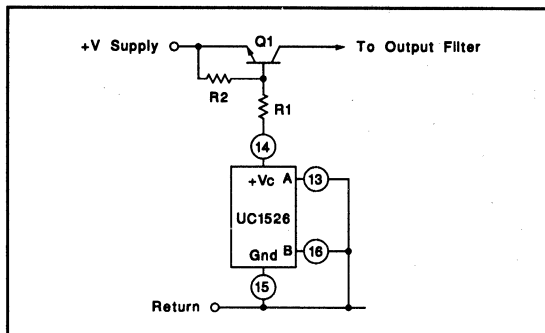 +V Supply
Q1
To Output Filter
R2
R1
14
+Vc A
13
UC1526
Gnd B
16
15
Return